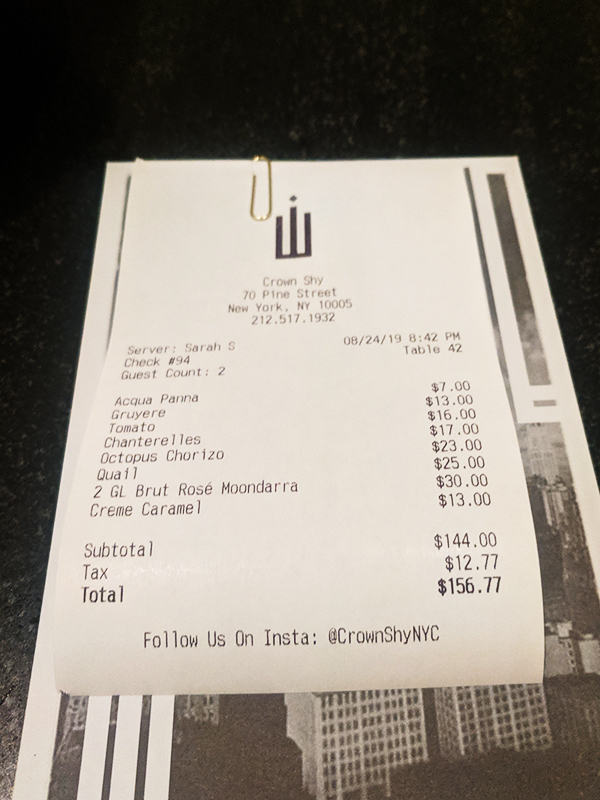 Crown Shy
70 Pine Street
New York, NY 10005
212.517.1932
Server: Sarah S 08/24/19 8:42 PM
Check #94 Table 42
Guest Count: 2
Acqua Panna $7.00
Gruyere $13.00
Tomato $16.00
Chanterelles $17.00
Octopus Chorizo $23.00
Quail $25.00
2 GL Brut Rosé Moondarra $30.00
Creme Caramel $13.00
Subtotal $144.00
Tax $12.77
Total $156.77
Follow Us On Insta: @CrownShyNYC